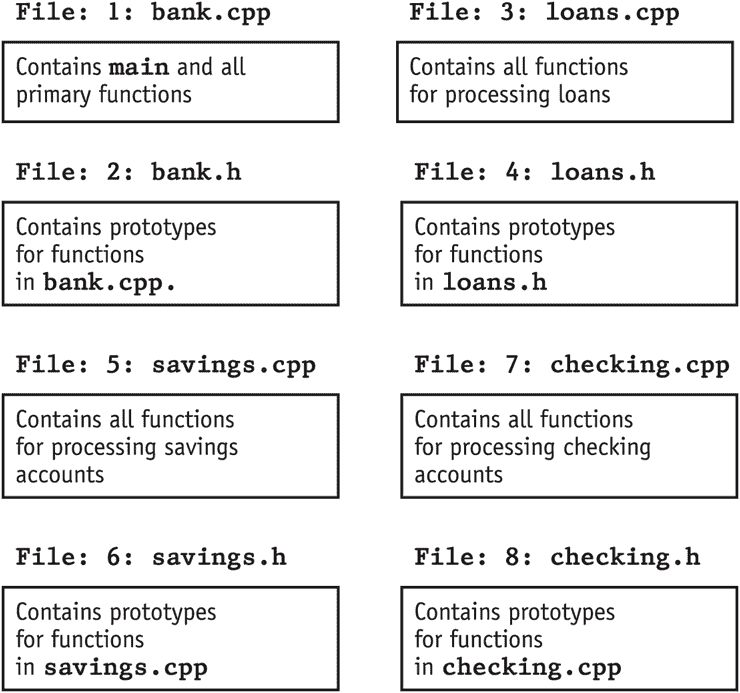 File: 1: bank.cpp
Contains main and all
primary functions
File: 2: bank.h
Contains prototypes
for functions
in bank.cpp.
File: 3: loans.cpp
Contains all functions
for processing loans
File: 4: loans.h
Contains prototypes
for functions
in loans.h
File: 5: savings.cpp
Contains all functions
for processing savings
accounts
File: 6: savings.h
Contains prototypes
for functions
in savings.cpp
File: 7: checking.cpp
Contains all functions
for processing checking
accounts
File: 8: checking.h
Contains prototypes
for functions
in checking.cpp